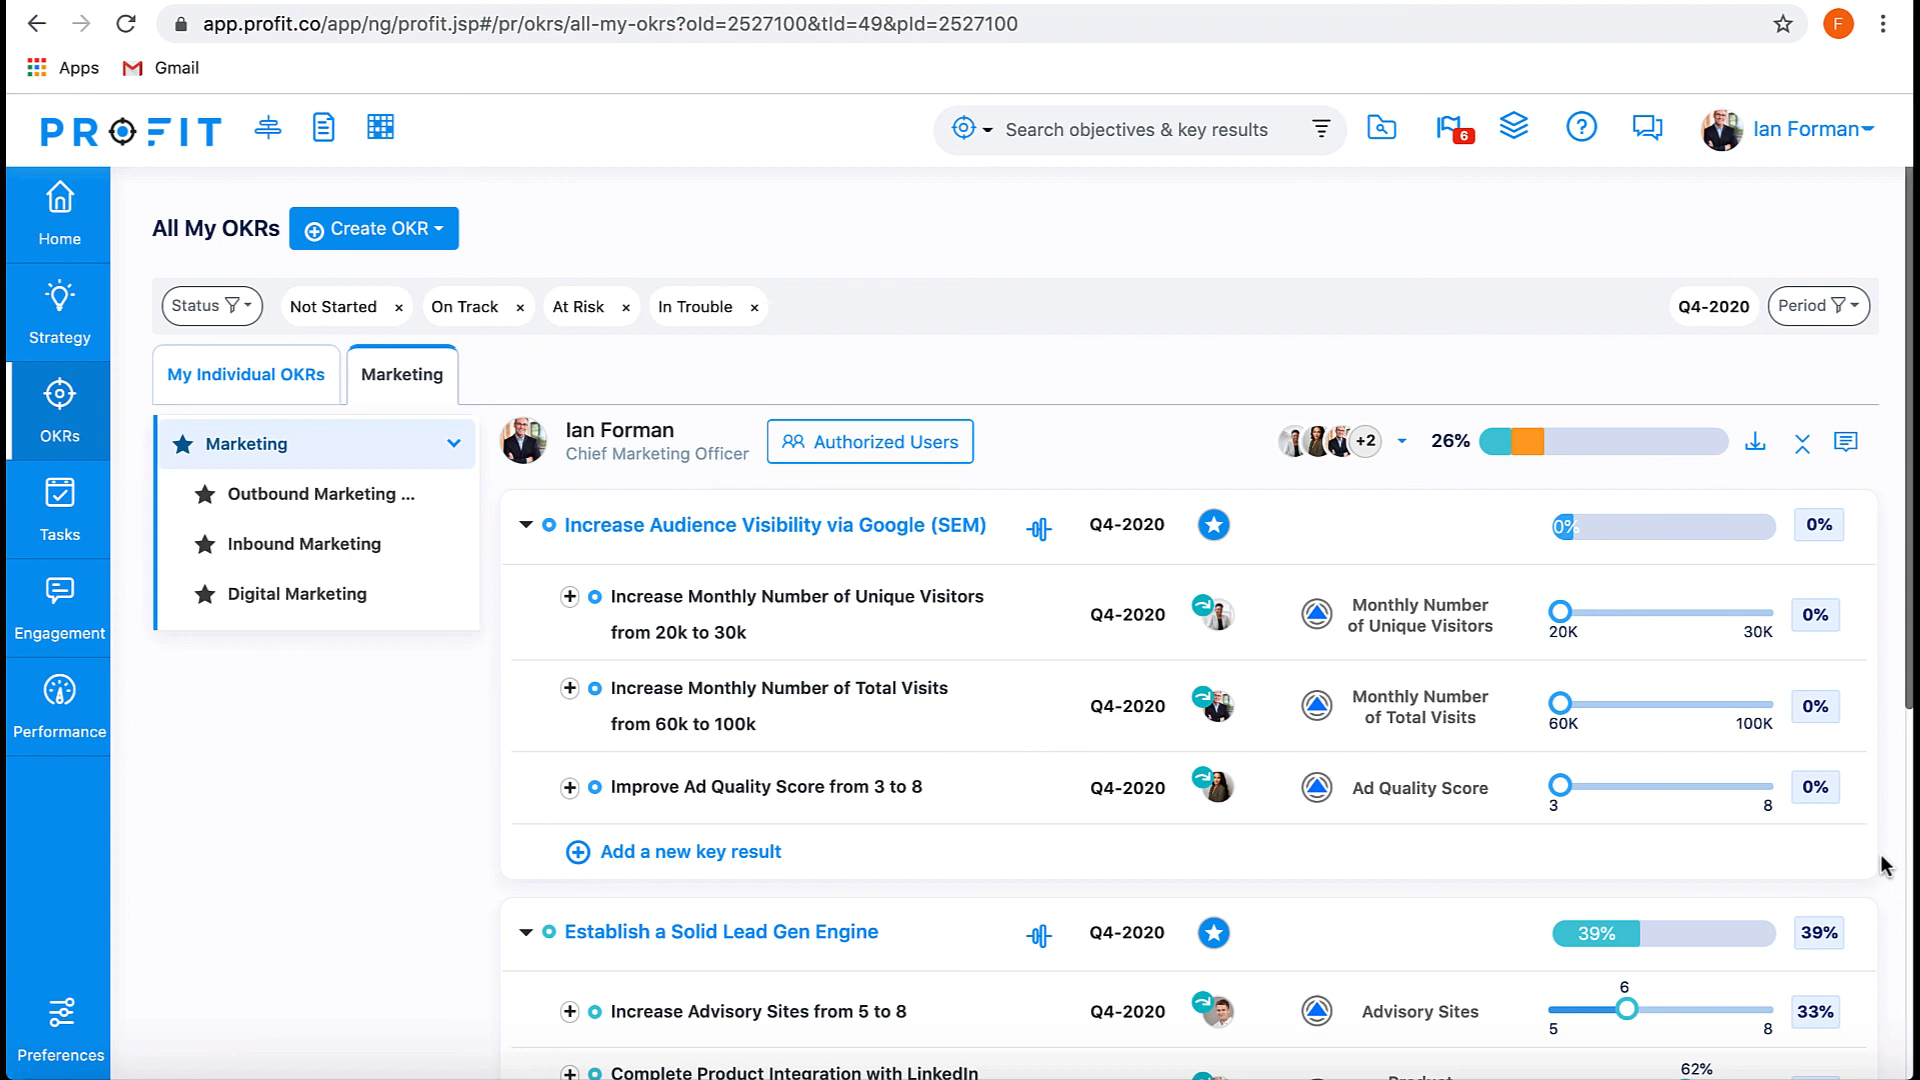 app.profit.co/app/ng/profit.jsp#/pr/okrs/all-my-okrs?oId=2527100&tId=49&pId=2527100
F
Apps
Gmail
PROFIT
Search objectives & key results
6
Ian Forman
Home
Strategy
OKRs
Tasks
Engagement
Performance
Preferences
All My OKRs
Create OKR
Status
Not Started ×
On Track ×
At Risk ×
In Trouble ×
Q4-2020
Period
My Individual OKRs
Marketing
Marketing
Outbound Marketing ...
Inbound Marketing
Digital Marketing
Ian Forman
Chief Marketing Officer
Authorized Users
+2
26%
Increase Audience Visibility via Google (SEM)
Q4-2020
0%
0%
Increase Monthly Number of Unique Visitors
from 20k to 30k
Q4-2020
Monthly Number
of Unique Visitors
20K
30K
0%
Increase Monthly Number of Total Visits
from 60k to 100k
Q4-2020
Monthly Number
of Total Visits
60K
100K
0%
Improve Ad Quality Score from 3 to 8
Q4-2020
Ad Quality Score
3
8
0%
Add a new key result
Establish a Solid Lead Gen Engine
Q4-2020
39%
39%
Increase Advisory Sites from 5 to 8
Q4-2020
Advisory Sites
6
5
8
33%
Complete Product Integration with LinkedIn
Product
62%